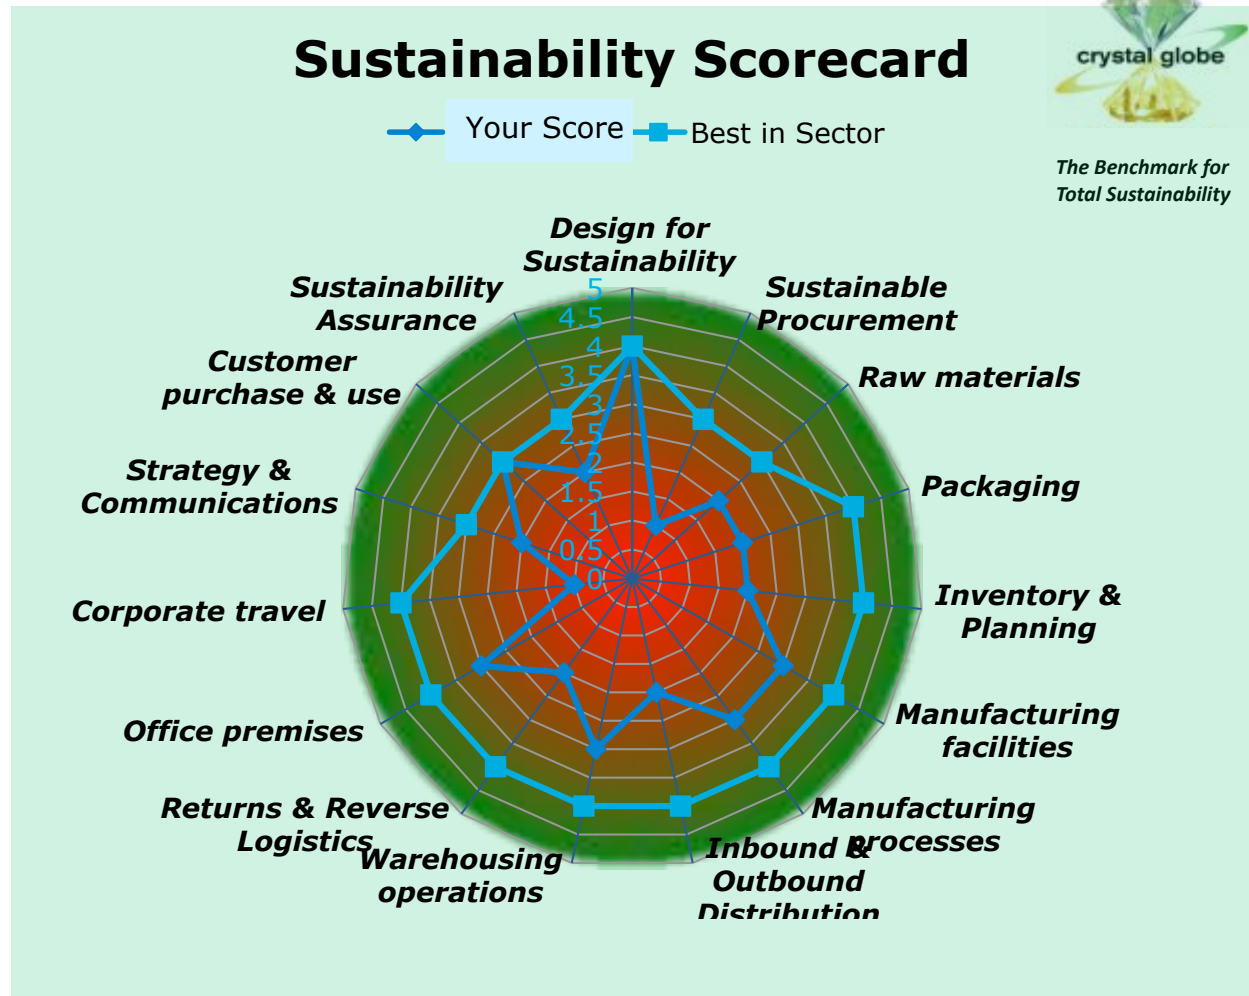 Sustainability Scorecard
crystal globe
Your Score
Best in Sector
The Benchmark for
Total Sustainability
Design for
Sustainability
Sustainable
Procurement
Raw materials
Packaging
Inventory &
Planning
Manufacturing
facilities
Manufacturing
processes
Inbound &
Outbound
Distribution
Warehousing
operations
Returns & Reverse
Logistics
Office premises
Corporate travel
Strategy &
Communications
Customer
purchase & use
Sustainability
Assurance
5
4.5
4
3.5
3
2.5
2
1.5
1
0.5
0